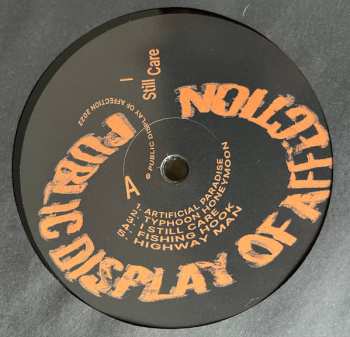 PUBLIC DISPLAY OF AFFECTION
I Still Care
© PUBLIC DISPLAY OF AFFECTION 2022
A
1. ARTIFICIAL PARADISE
2. TYPHOON HONEYMOON
3. I STILL CARE
4. FISHING HOOK
5. HIGHWAY MAN